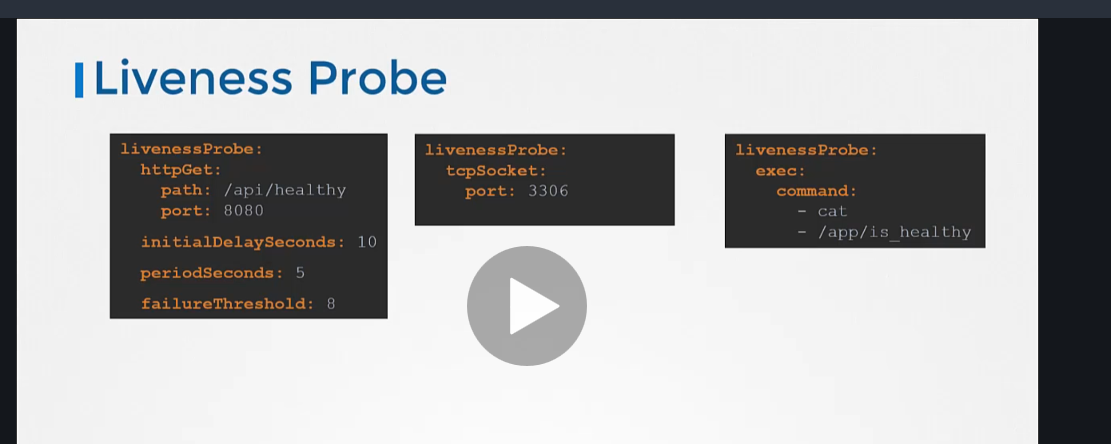 Liveness Probe
livenessProbe:
  httpGet:
    path: /api/healthy
    port: 8080
  initialDelaySeconds: 10
  periodSeconds: 5
  failureThreshold: 8
livenessProbe:
  tcpSocket:
    port: 3306
livenessProbe:
  exec:
    command:
      - cat
      - /app/is_healthy